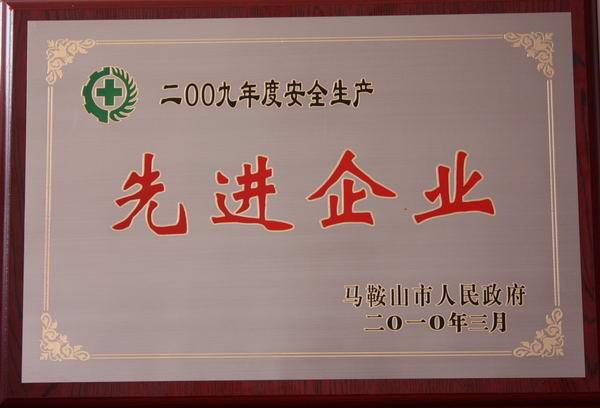 二OO九年度安全生产
先进企业
马鞍山市人民政府
二O一O年三月